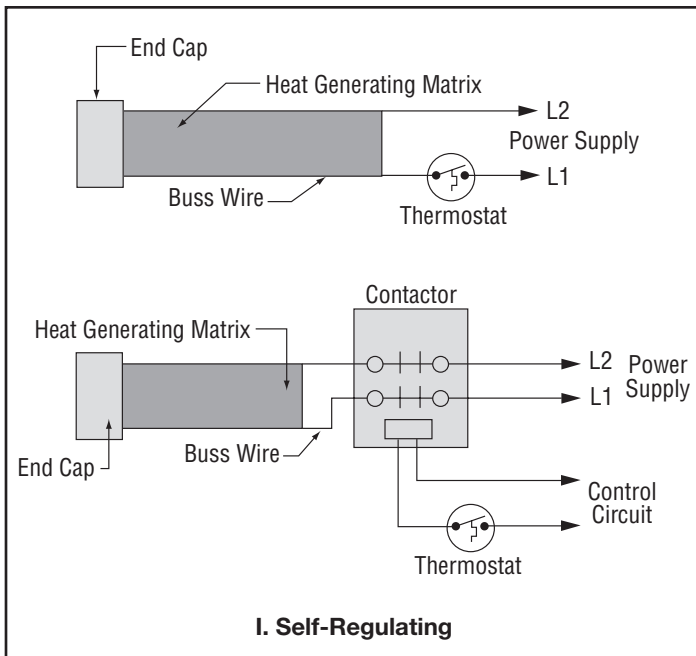 End Cap
Heat Generating Matrix
L2
Power Supply
L1
Buss Wire
Thermostat
Contactor
Heat Generating Matrix
L2
Power
Supply
L1
Buss Wire
End Cap
Control
Circuit
Thermostat
I. Self-Regulating